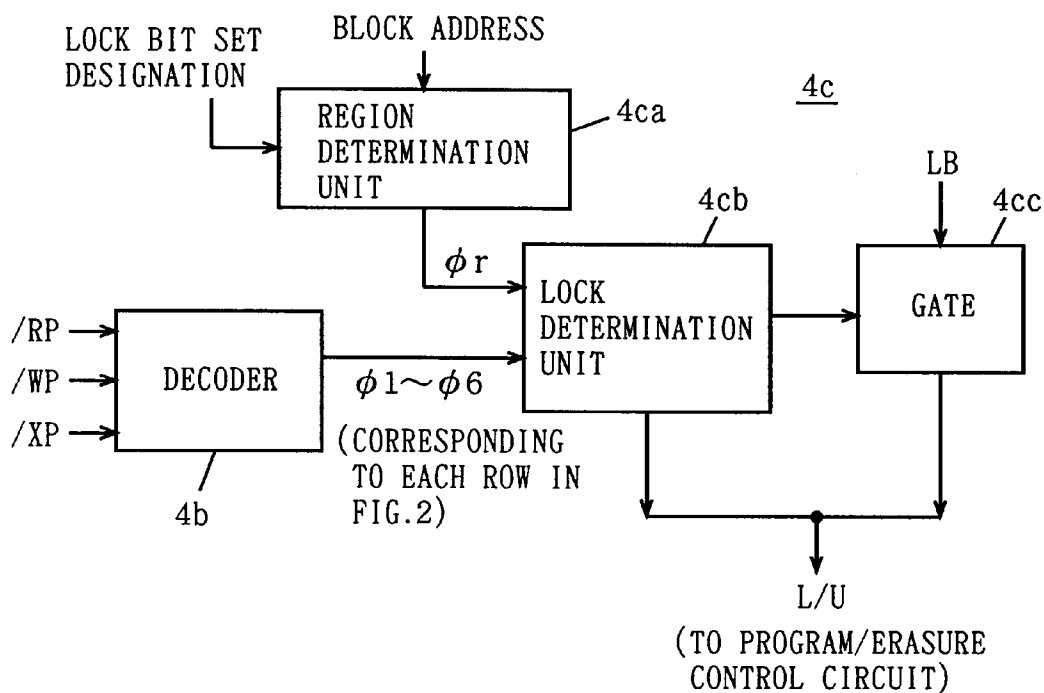 LOCK BIT SET
DESIGNATION
BLOCK ADDRESS
4c
REGION
DETERMINATION
UNIT
4ca
LB
4cb
4cc
φr
LOCK
DETERMINATION
UNIT
GATE
/RP
/WP
/XP
DECODER
φ1~φ6
(CORRESPONDING
TO EACH ROW IN
FIG.2)
4b
L/U
(TO PROGRAM/ERASURE
CONTROL CIRCUIT)